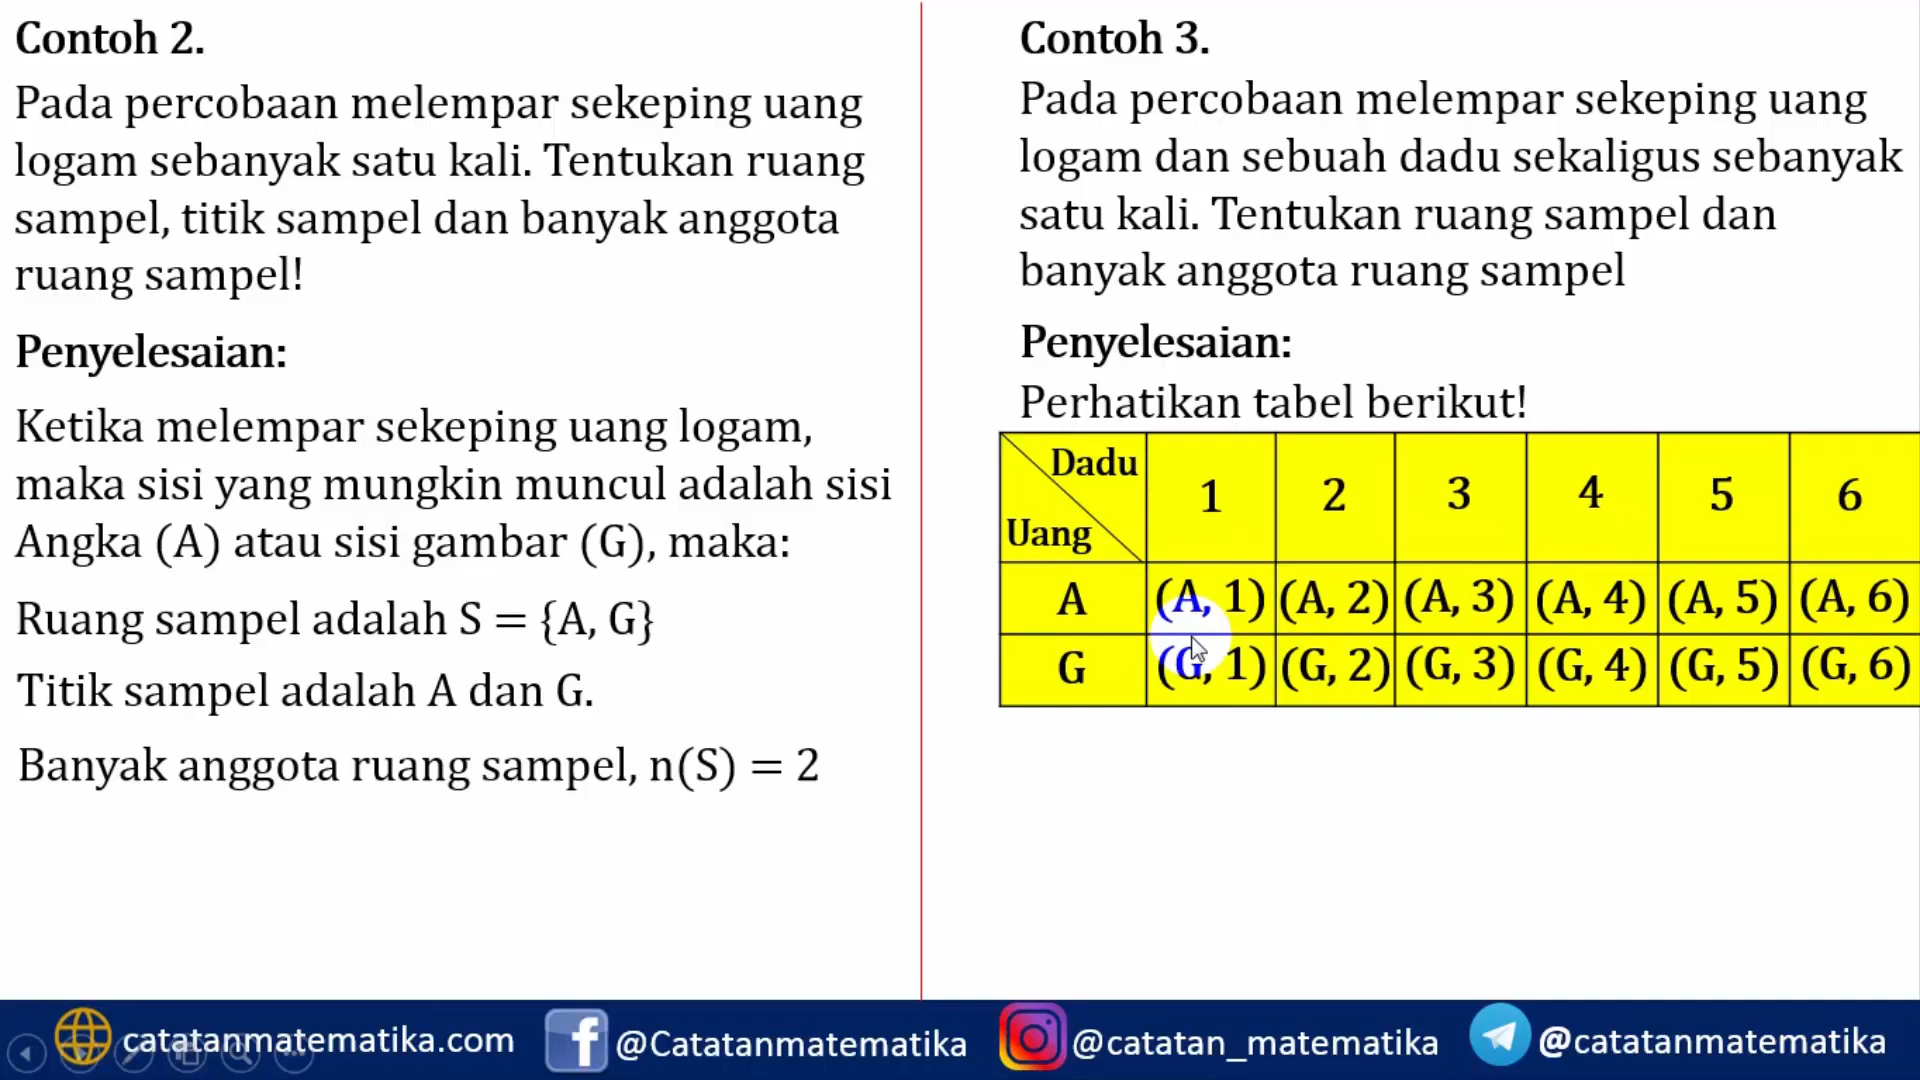 Contoh 2.
Pada percobaan melempar sekeping uang
logam sebanyak satu kali. Tentukan ruang
sampel, titik sampel dan banyak anggota
ruang sampel!
Penyelesaian:
Ketika melempar sekeping uang logam,
maka sisi yang mungkin muncul adalah sisi
Angka (A) atau sisi gambar (G), maka:
Ruang sampel adalah S = {A, G}
Titik sampel adalah A dan G.
Banyak anggota ruang sampel, n(S) = 2
Contoh 3.
Pada percobaan melempar sekeping uang
logam dan sebuah dadu sekaligus sebanyak
satu kali. Tentukan ruang sampel dan
banyak anggota ruang sampel
Penyelesaian:
Perhatikan tabel berikut!
Dadu
Uang
1 2 3 4 5 6
A (A, 1) (A, 2) (A, 3) (A, 4) (A, 5) (A, 6)
G (G, 1) (G, 2) (G, 3) (G, 4) (G, 5) (G, 6)
catatanmatematika.com @Catatanmatematika @catatan_matematika @catatanmatematika